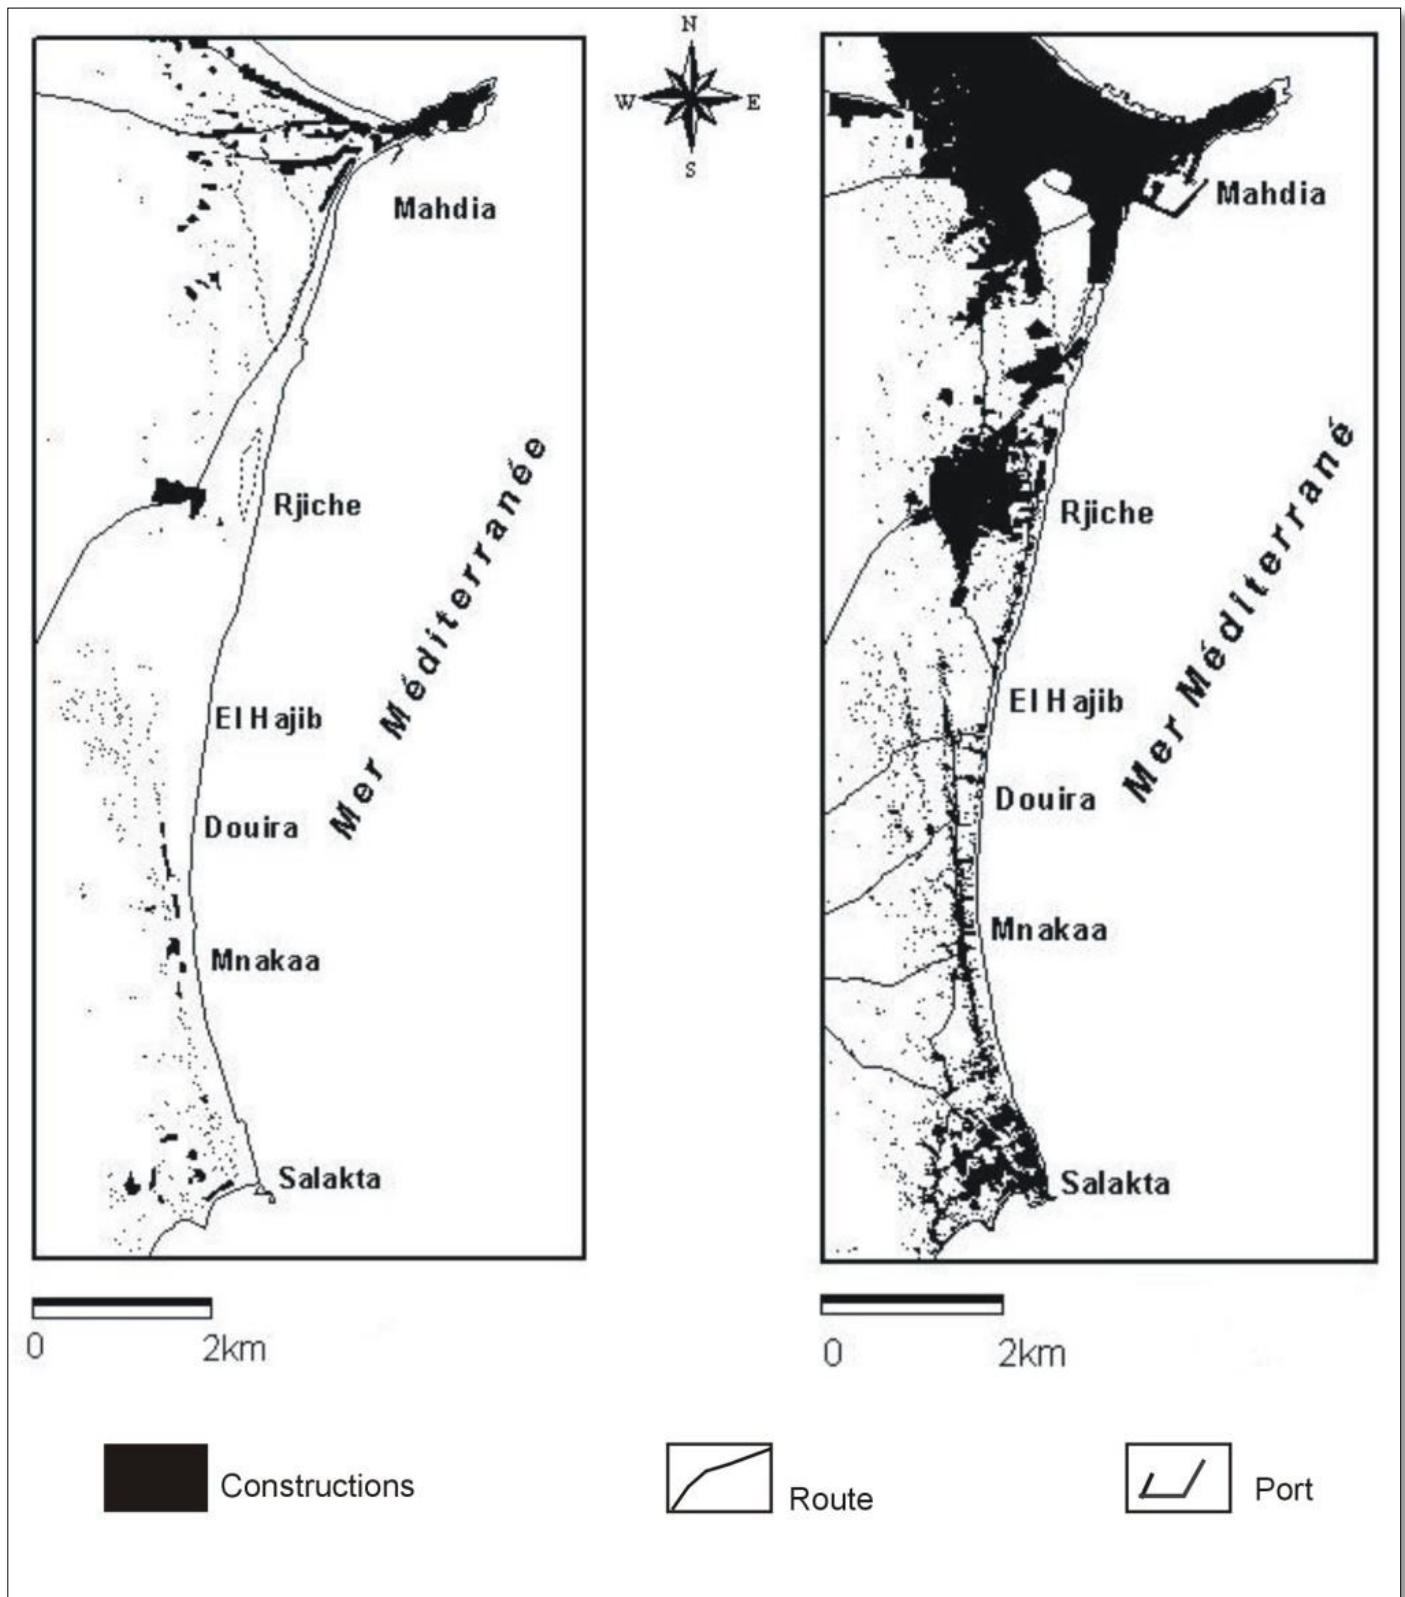 N
W
E
S
Mahdia
Rjiche
Mer Méditerranée
El Hajib
Douira
Mnakaa
Salakta
0
2km
Mahdia
Rjiche
Mer Méditerrané
El Hajib
Douira
Mnakaa
Salakta
0
2km
Constructions
Route
Port